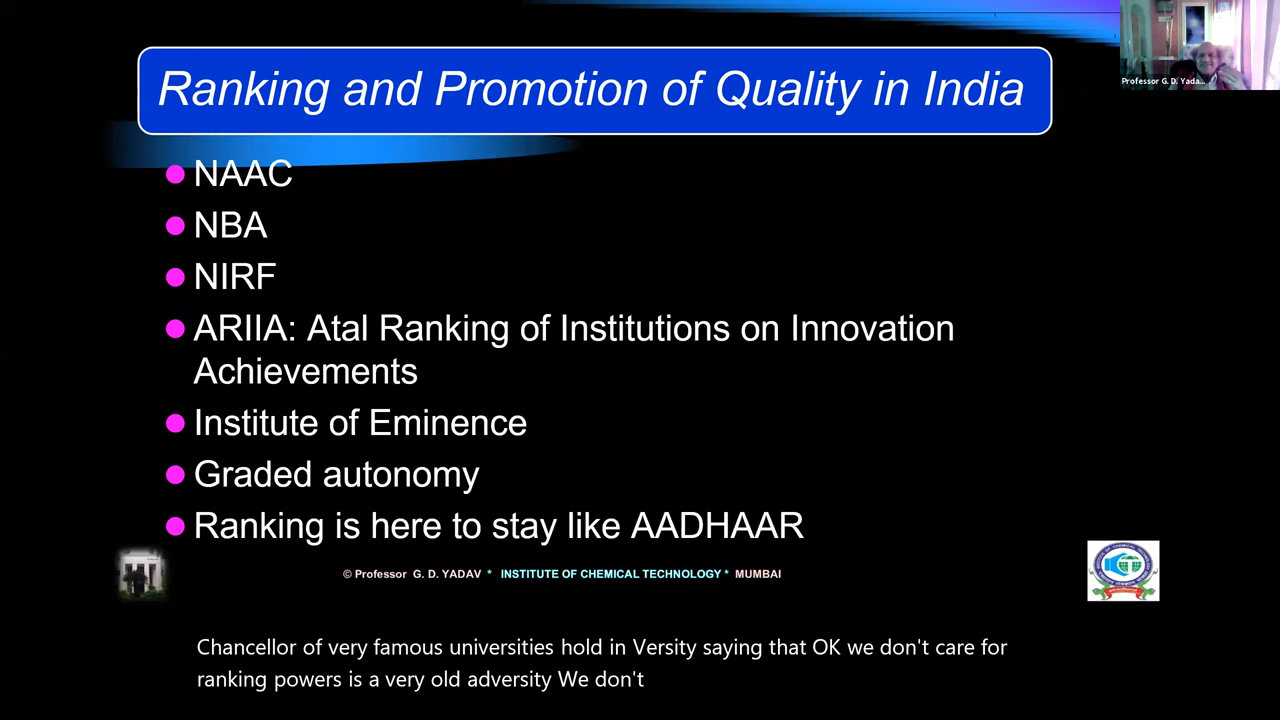 Ranking and Promotion of Quality in India
Professor G. D. Yada...
NAAC
NBA
NIRF
ARIIA: Atal Ranking of Institutions on Innovation
Achievements
Institute of Eminence
Graded autonomy
Ranking is here to stay like AADHAAR
© Professor G. D. YADAV * INSTITUTE OF CHEMICAL TECHNOLOGY * MUMBAI
Chancellor of very famous universities hold in Versity saying that OK we don't care for
ranking powers is a very old adversity We don't